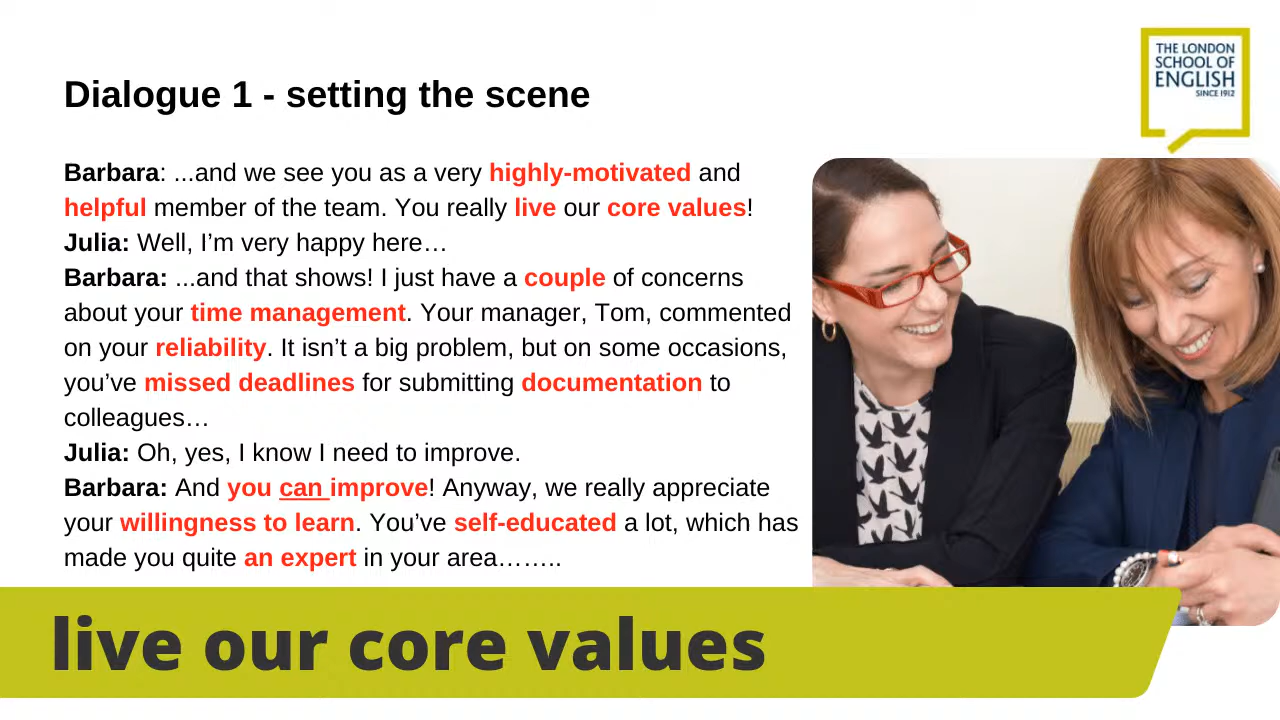 THE LONDON
SCHOOL OF
ENGLISH
SINCE 1912
Dialogue 1 - setting the scene
Barbara: ...and we see you as a very highly-motivated and
helpful member of the team. You really live our core values!
Julia: Well, I’m very happy here…
Barbara: ...and that shows! I just have a couple of concerns
about your time management. Your manager, Tom, commented
on your reliability. It isn’t a big problem, but on some occasions,
you’ve missed deadlines for submitting documentation to
colleagues…
Julia: Oh, yes, I know I need to improve.
Barbara: And you can improve! Anyway, we really appreciate
your willingness to learn. You’ve self-educated a lot, which has
made you quite an expert in your area……..
live our core values